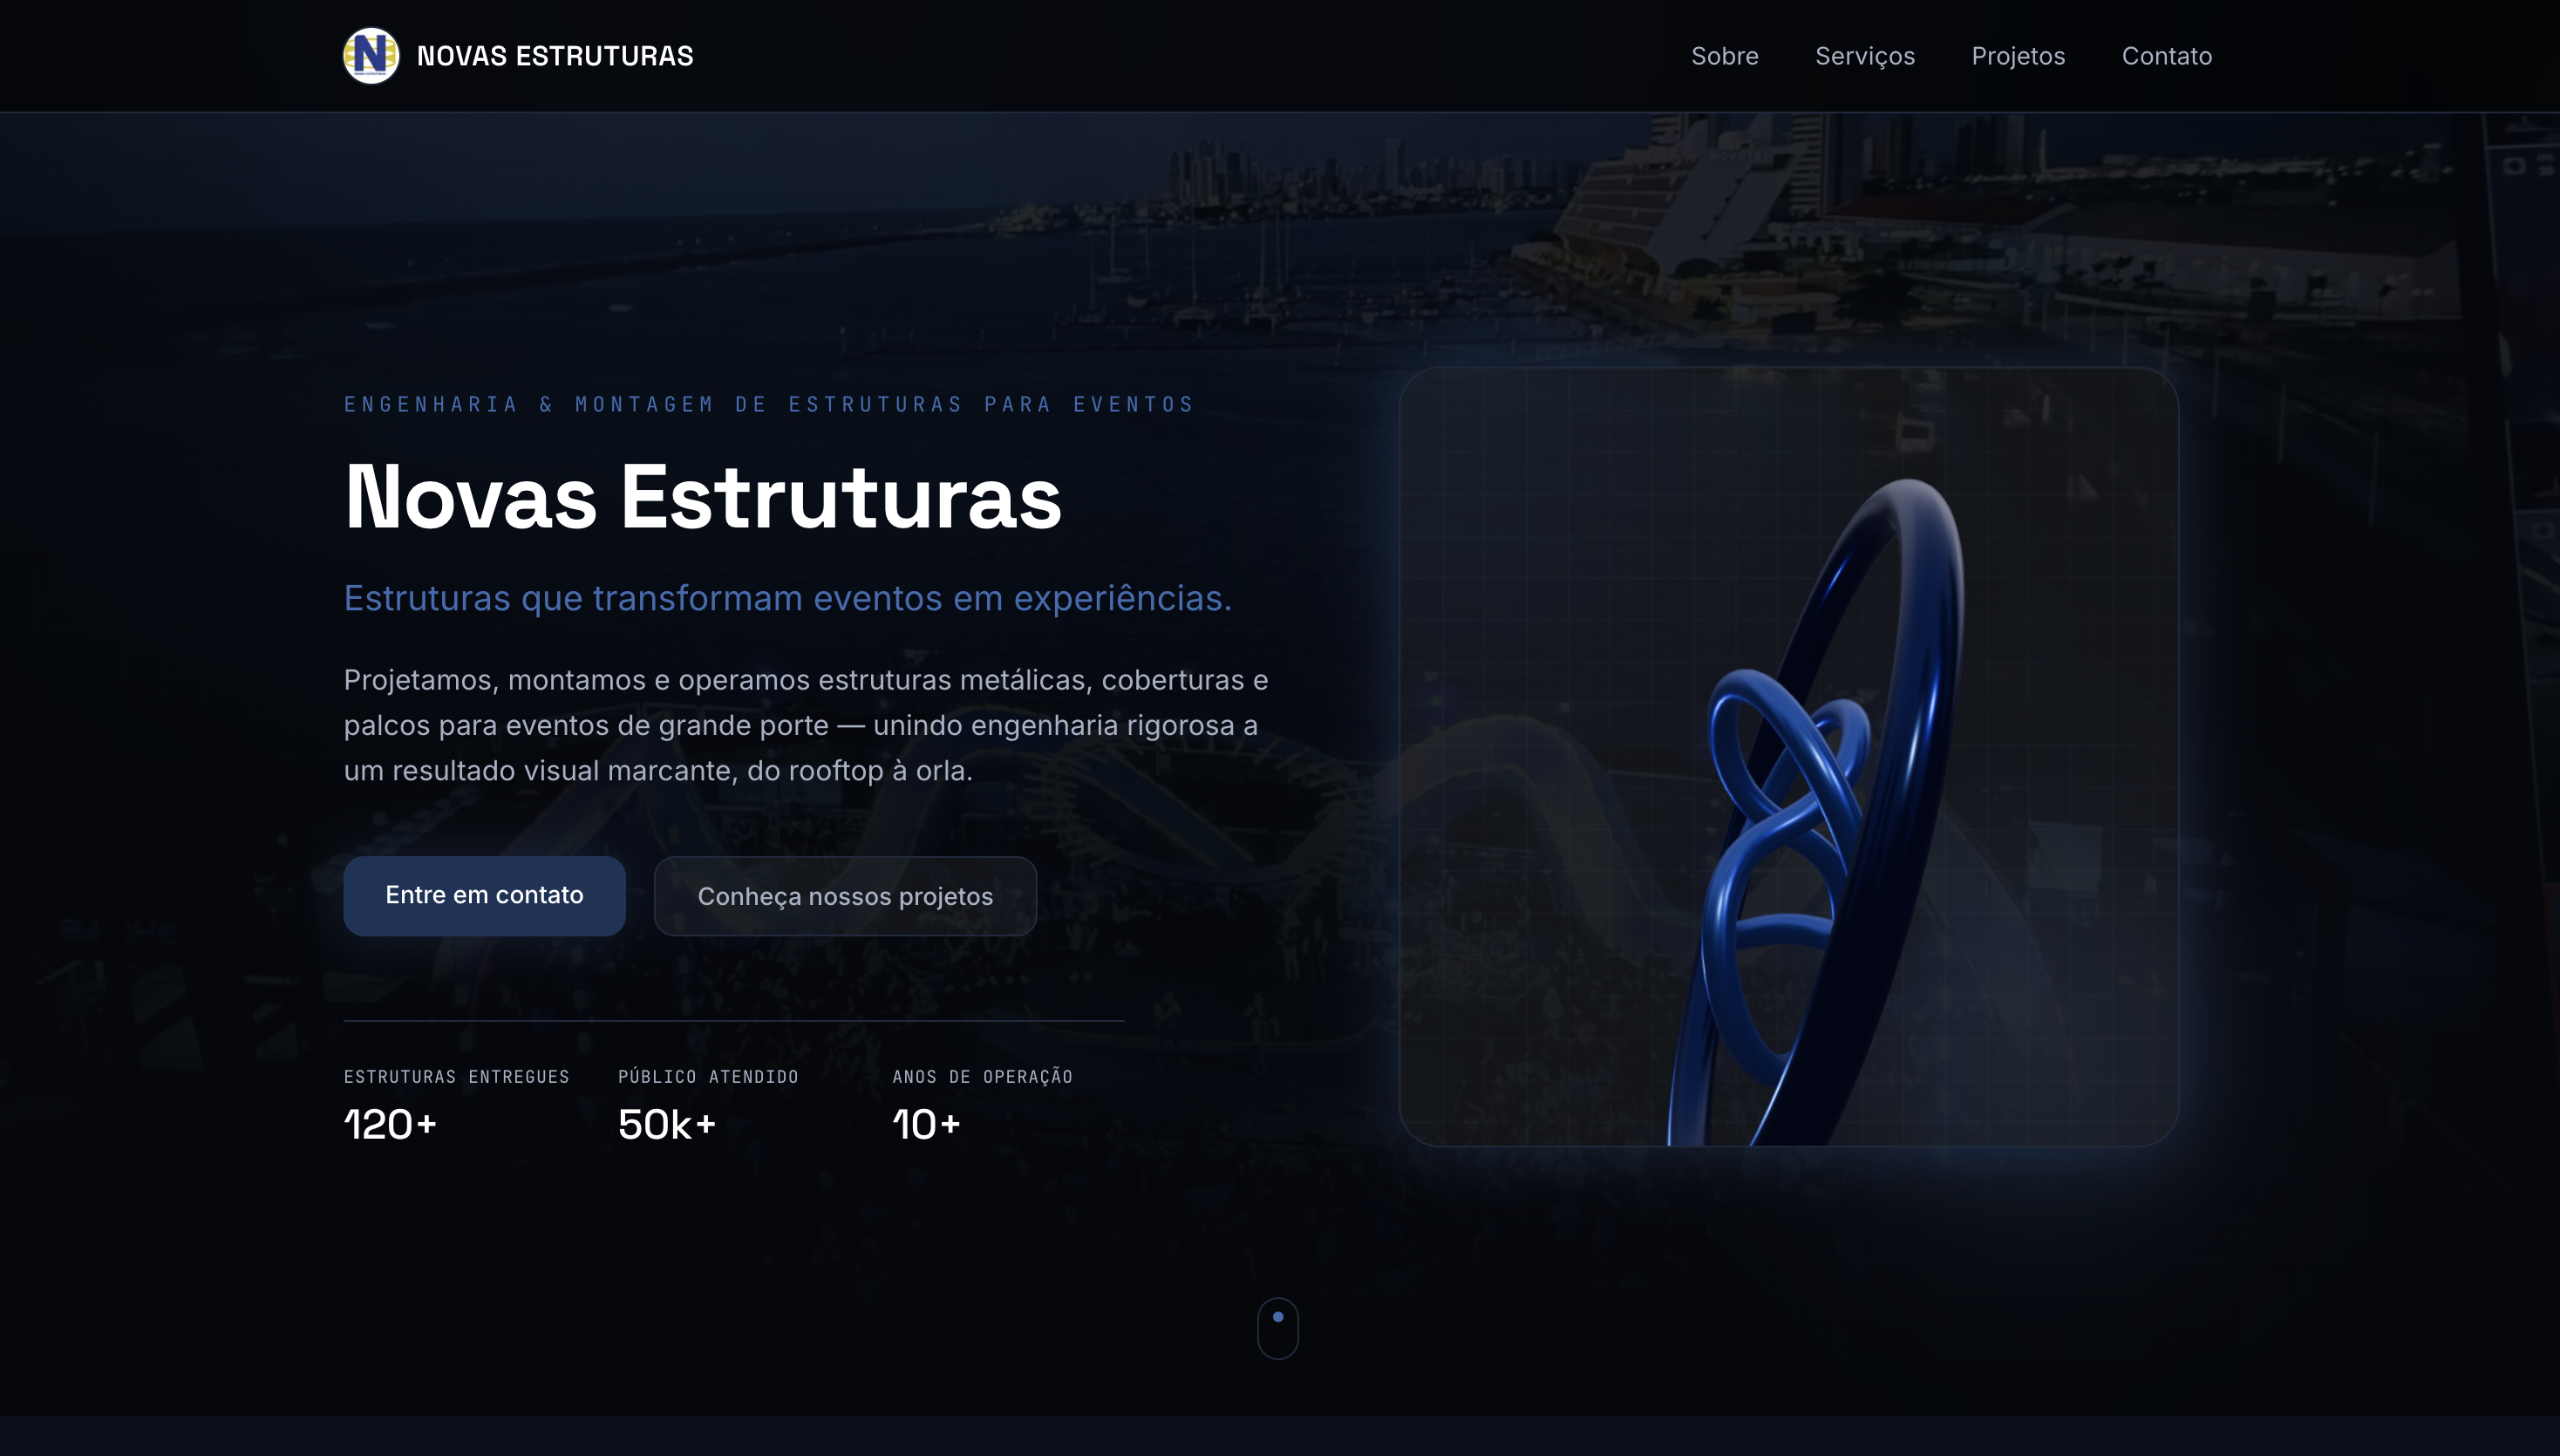 NOVAS ESTRUTURAS
Sobre
Serviços
Projetos
Contato
ENGENHARIA & MONTAGEM DE ESTRUTURAS PARA EVENTOS
Novas Estruturas
Estruturas que transformam eventos em experiências.
Projetamos, montamos e operamos estruturas metálicas, coberturas e
palcos para eventos de grande porte — unindo engenharia rigorosa a
um resultado visual marcante, do rooftop à orla.
Entre em contato
Conheça nossos projetos
ESTRUTURAS ENTREGUES
120+
PÚBLICO ATENDIDO
50k+
ANOS DE OPERAÇÃO
10+